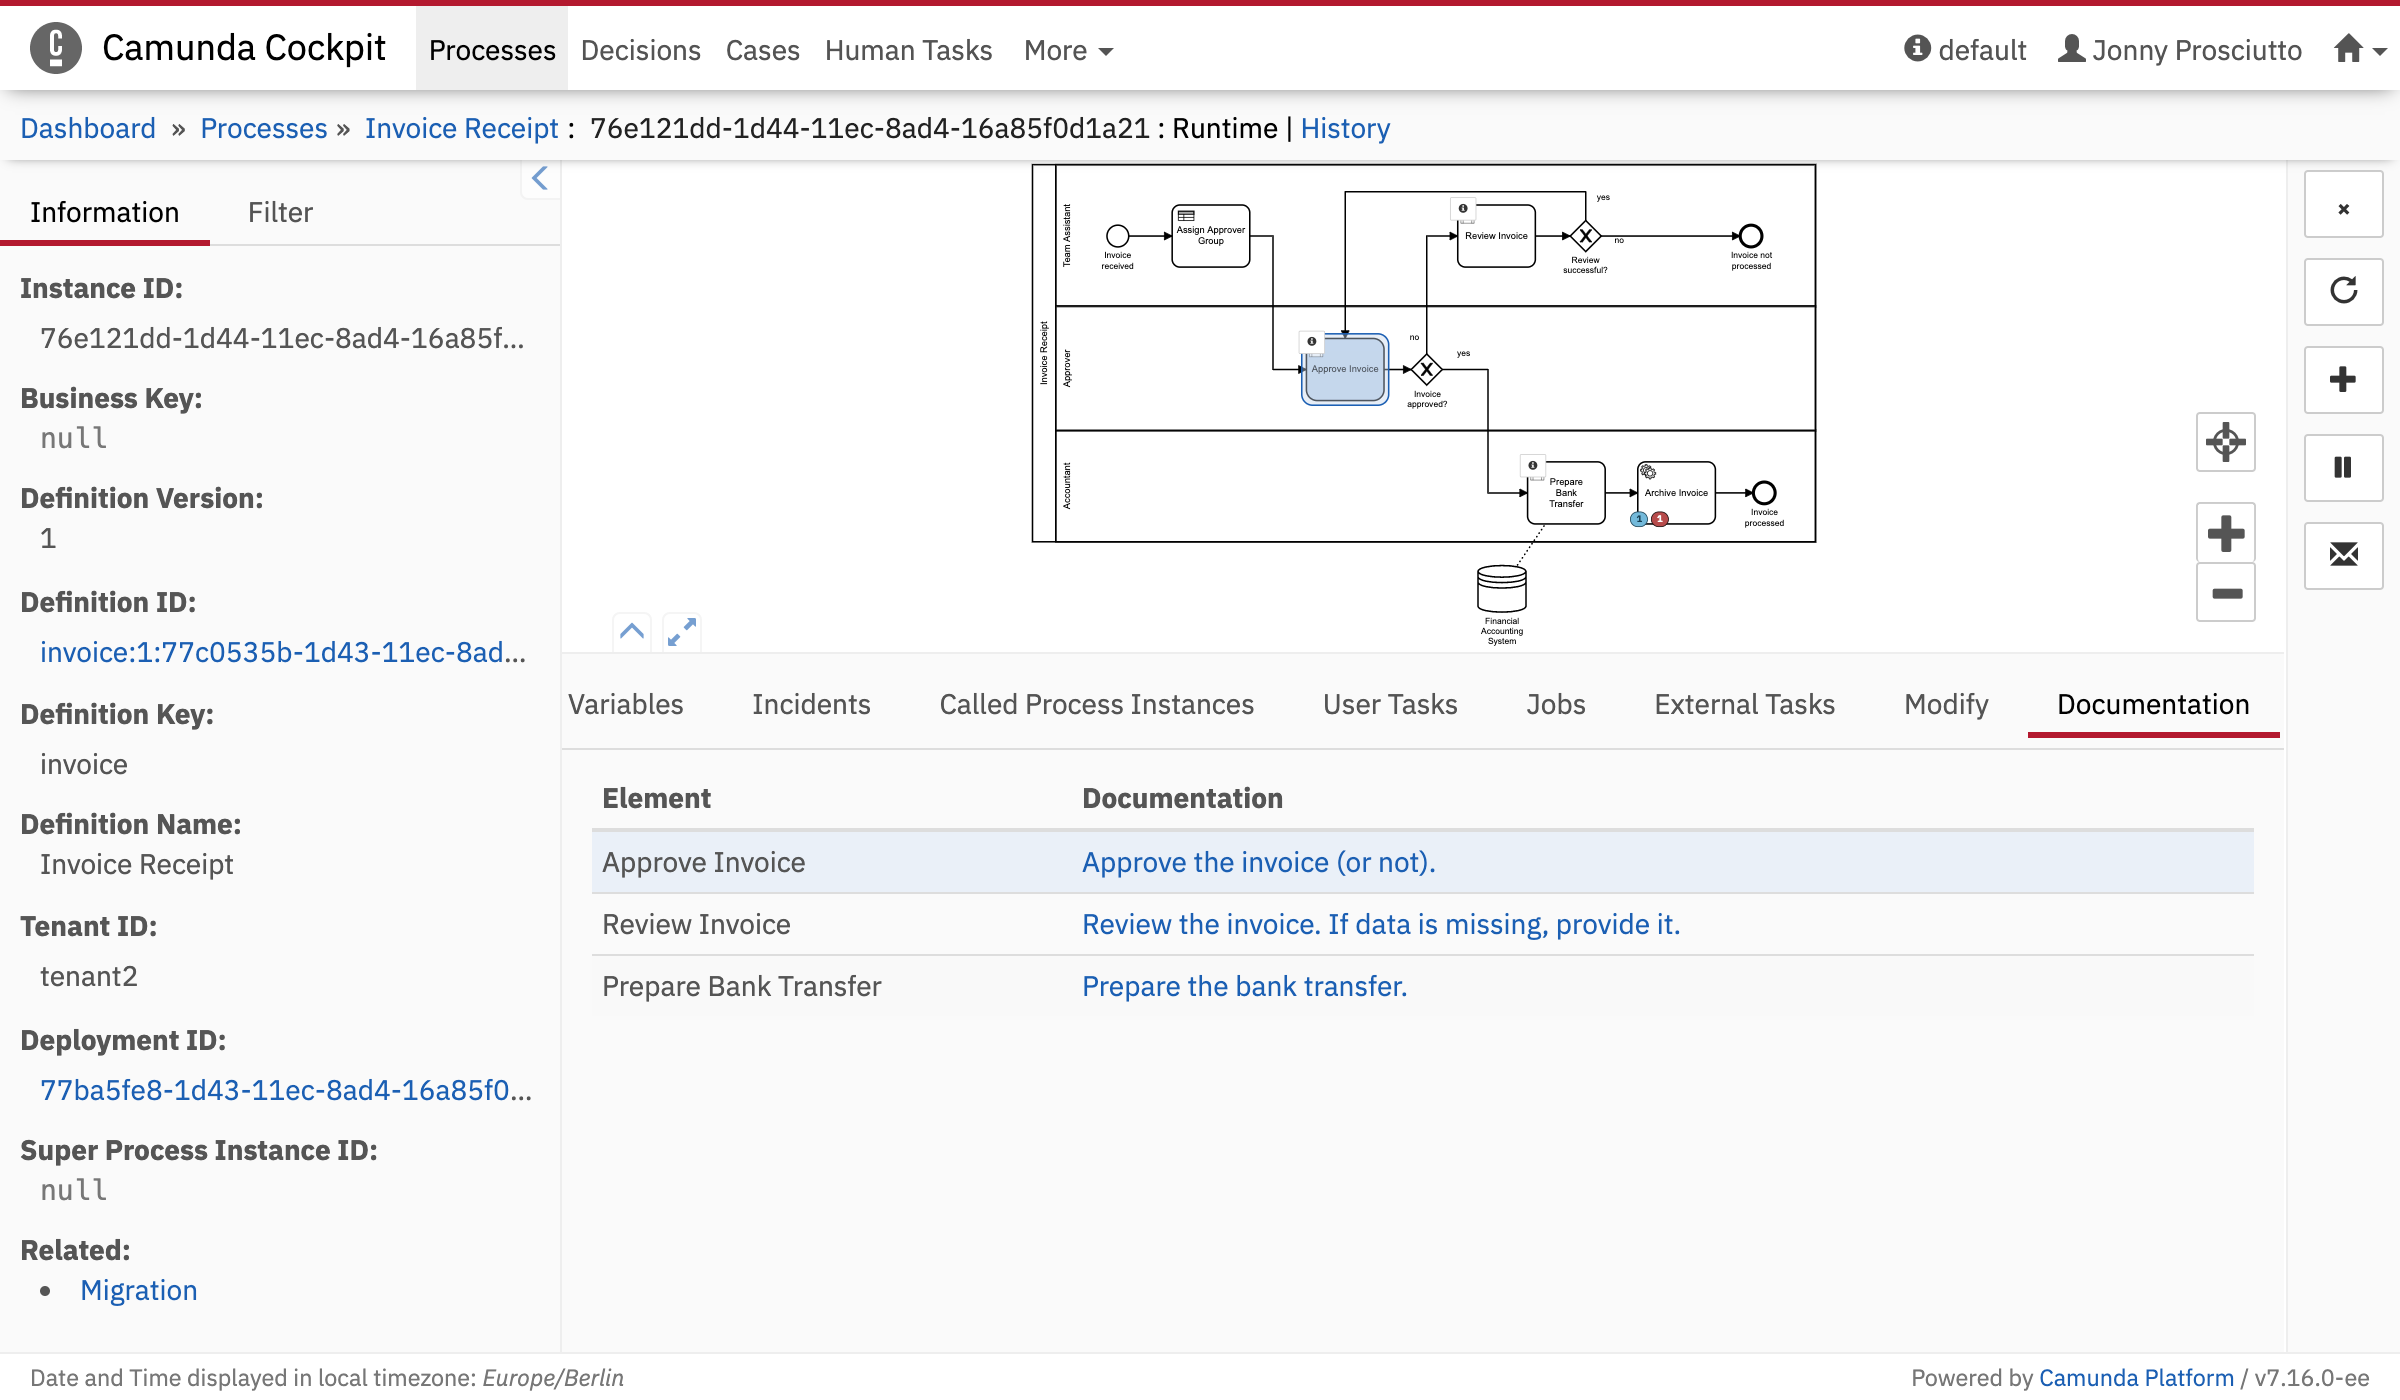 Camunda Cockpit
Processes
Decisions
Cases
Human Tasks
More
default
Jonny Prosciutto
Dashboard » Processes » Invoice Receipt : 76e121dd-1d44-11ec-8ad4-16a85f0d1a21 : Runtime | History
Information
Filter
Instance ID:
76e121dd-1d44-11ec-8ad4-16a85f...
Business Key:
null
Definition Version:
1
Definition ID:
invoice:1:77c0535b-1d43-11ec-8ad...
Definition Key:
invoice
Definition Name:
Invoice Receipt
Tenant ID:
tenant2
Deployment ID:
77ba5fe8-1d43-11ec-8ad4-16a85f0...
Super Process Instance ID:
null
Related:
• Migration
Invoice Receipt
Team Assistant
Invoice
received
Assign Approver
Group
Review Invoice
yes
no
Review
successful?
Invoice not
processed
Approver
Approve Invoice
no
yes
Invoice
approved?
Accountant
Prepare
Bank
Transfer
Archive Invoice
1
1
Invoice
processed
Financial
Accounting
System
Variables
Incidents
Called Process Instances
User Tasks
Jobs
External Tasks
Modify
Documentation
Element
Documentation
Approve Invoice
Approve the invoice (or not).
Review Invoice
Review the invoice. If data is missing, provide it.
Prepare Bank Transfer
Prepare the bank transfer.
Date and Time displayed in local timezone: Europe/Berlin
Powered by Camunda Platform / v7.16.0-ee